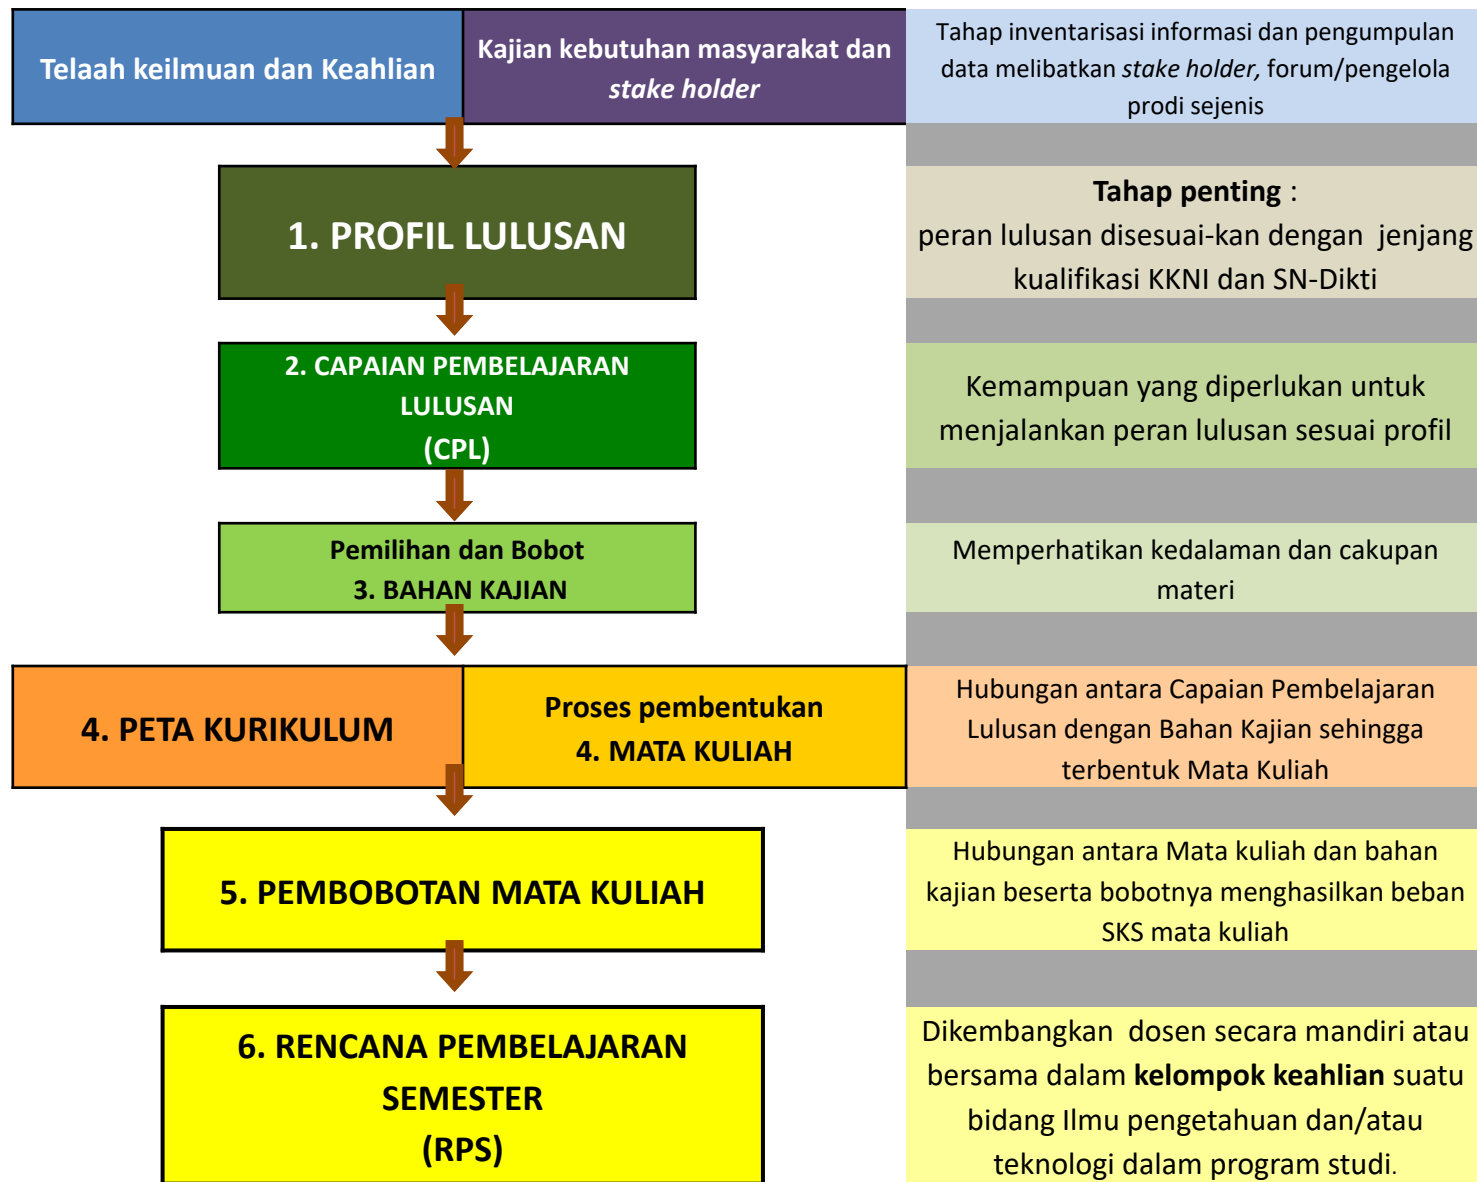 Telaah keilmuan dan Keahlian
Kajian kebutuhan masyarakat dan
stake holder
Tahap inventarisasi informasi dan pengumpulan
data melibatkan stake holder, forum/pengelola
prodi sejenis
1. PROFIL LULUSAN
Tahap penting :
peran lulusan disesuai-kan dengan jenjang
kualifikasi KKNI dan SN-Dikti
2. CAPAIAN PEMBELAJARAN
LULUSAN
(CPL)
Kemampuan yang diperlukan untuk
menjalankan peran lulusan sesuai profil
Pemilihan dan Bobot
3. BAHAN KAJIAN
Memperhatikan kedalaman dan cakupan
materi
4. PETA KURIKULUM
Proses pembentukan
4. MATA KULIAH
Hubungan antara Capaian Pembelajaran
Lulusan dengan Bahan Kajian sehingga
terbentuk Mata Kuliah
5. PEMBOBOTAN MATA KULIAH
Hubungan antara Mata kuliah dan bahan
kajian beserta bobotnya menghasilkan beban
SKS mata kuliah
6. RENCANA PEMBELAJARAN
SEMESTER
(RPS)
Dikembangkan dosen secara mandiri atau
bersama dalam kelompok keahlian suatu
bidang Ilmu pengetahuan dan/atau
teknologi dalam program studi.